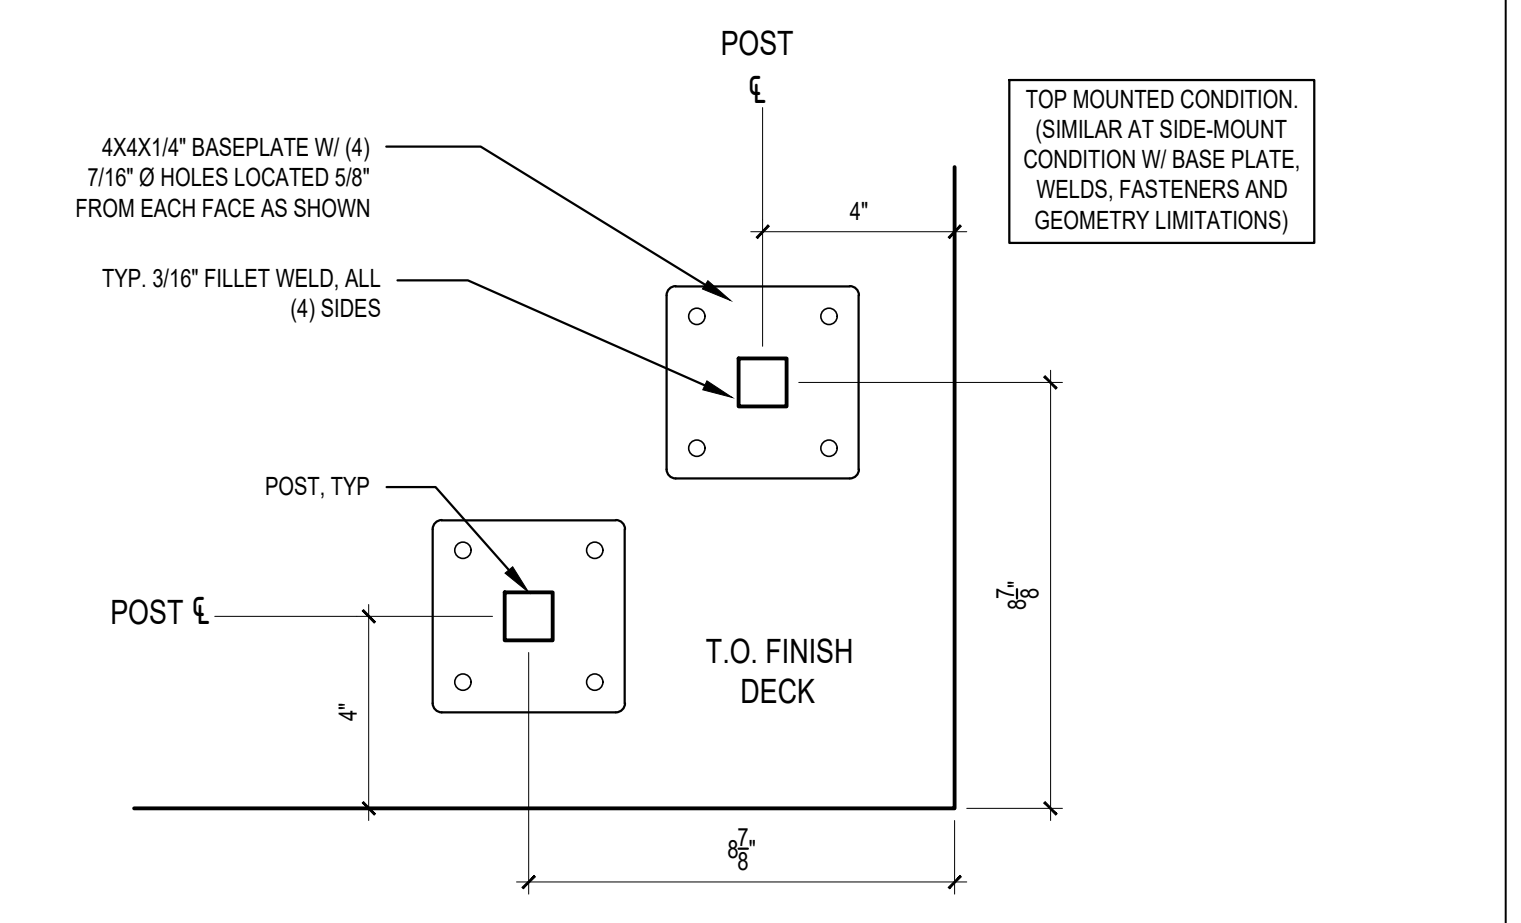 POST
℄
4X4X1/4" BASEPLATE W/ (4)
7/16" Ø HOLES LOCATED 5/8"
FROM EACH FACE AS SHOWN
TOP MOUNTED CONDITION.
(SIMILAR AT SIDE-MOUNT
CONDITION W/ BASE PLATE,
WELDS, FASTENERS AND
GEOMETRY LIMITATIONS)
4"
TYP. 3/16" FILLET WELD, ALL
(4) SIDES
POST, TYP
POST ℄
8 7/8"
T.O. FINISH
DECK
4"
8 7/8"